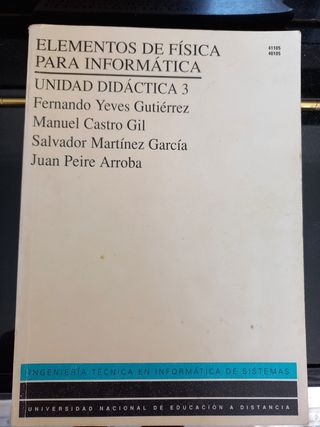 ELEMENTOS DE FÍSICA
PARA INFORMÁTICA
41105
40105
UNIDAD DIDÁCTICA 3
Fernando Yeves Gutiérrez
Manuel Castro Gil
Salvador Martínez García
Juan Peire Arroba
INGENIERÍA TÉCNICA EN INFORMÁTICA DE SISTEMAS
UNIVERSIDAD NACIONAL DE EDUCACIÓN A DISTANCIA